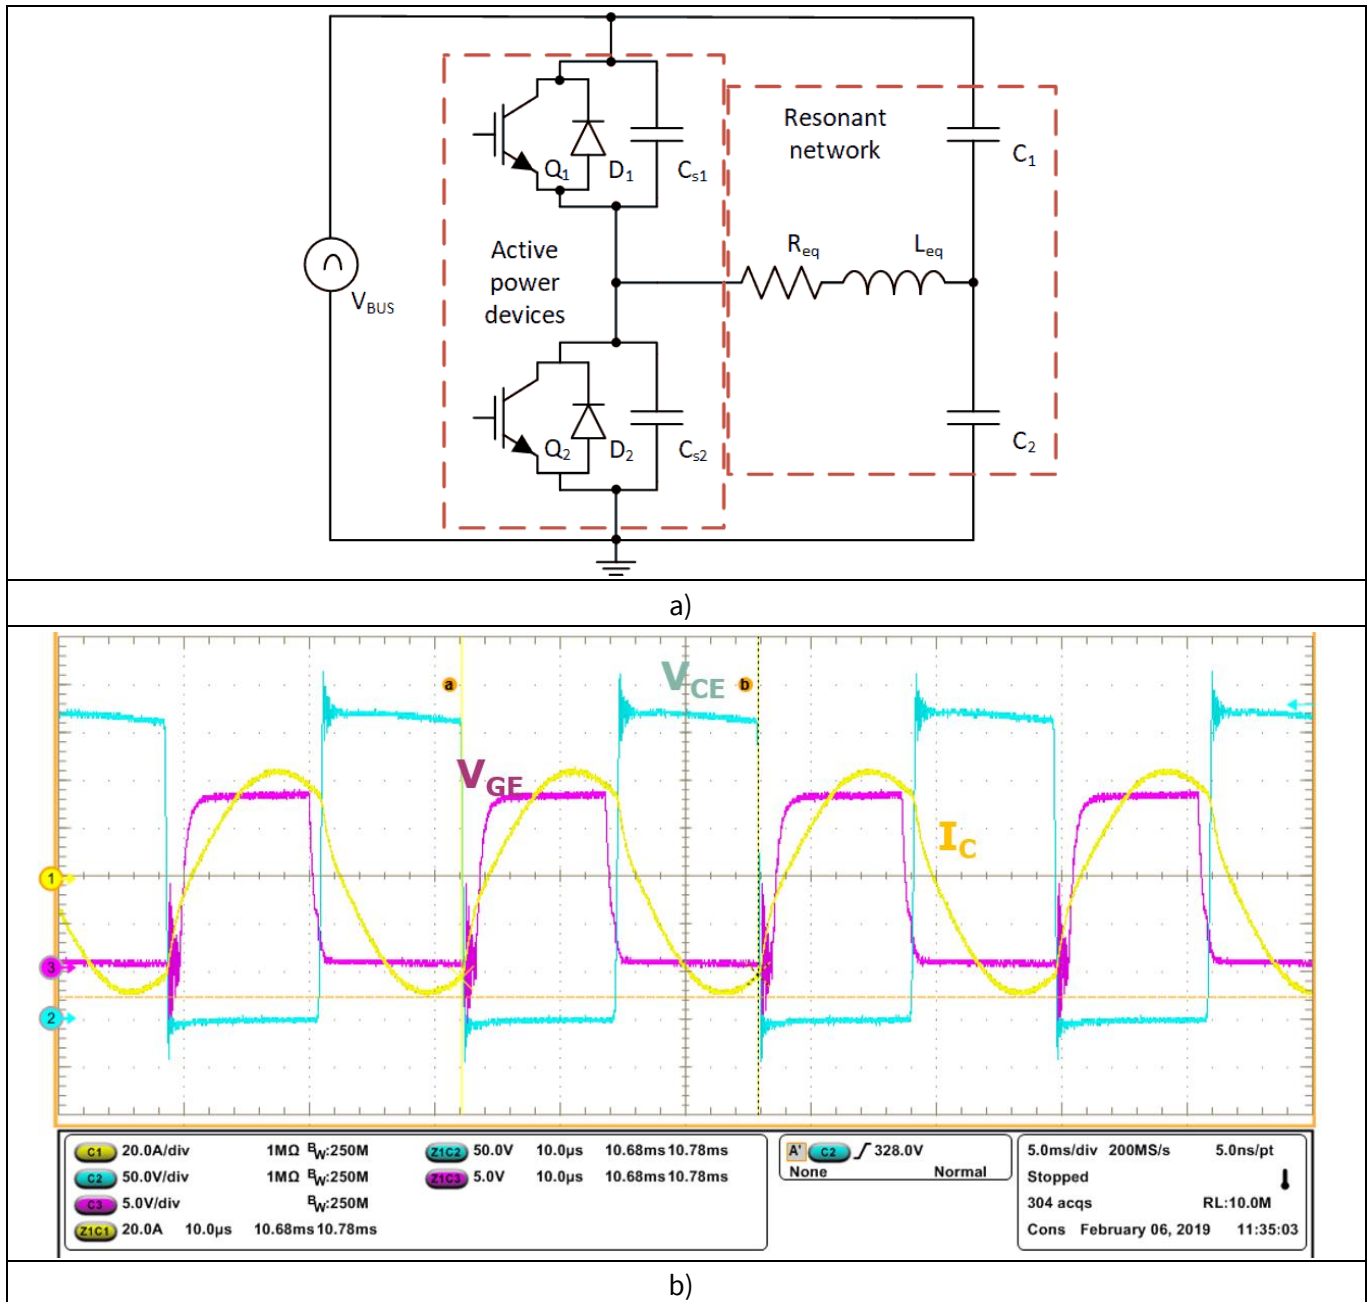 Resonant
network
C1
Q1 D1 Cs1
Req Leq
Active
power
devices
VBUS
Q2 D2 Cs2
C2
a)
a VCE b
VGE
IC
1
3
2
C1 20.0A/div 1MΩ BW:250M Z1C2 50.0V 10.0µs 10.68ms 10.78ms A' C2 328.0V 5.0ms/div 200MS/s 5.0ns/pt
C2 50.0V/div 1MΩ BW:250M Z1C3 5.0V 10.0µs 10.68ms 10.78ms None Normal Stopped
C3 5.0V/div BW:250M 304 acqs RL:10.0M
Z1C1 20.0A 10.0µs 10.68ms 10.78ms Cons February 06, 2019 11:35:03
b)